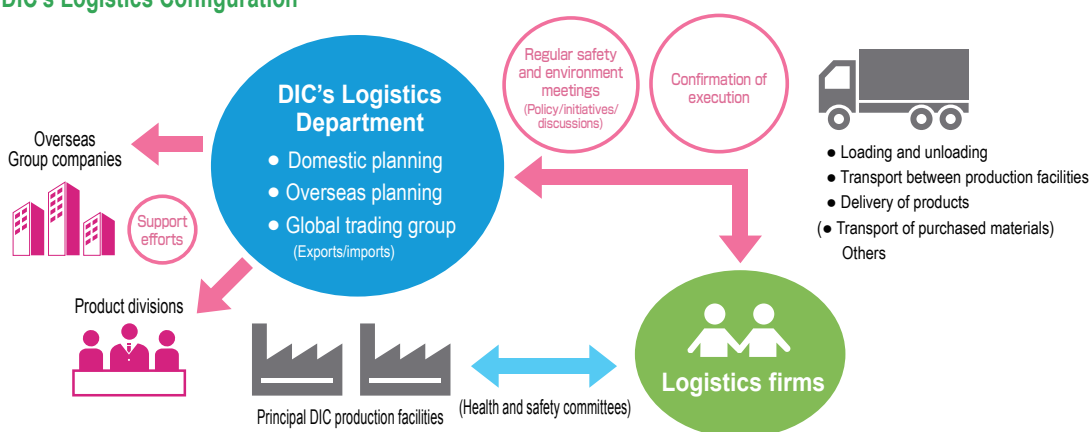 DIC's Logistics Configuration
Regular safety
and environment
meetings
(Policy/initiatives/
discussions)
Confirmation of
execution
DIC's Logistics
Department
● Domestic planning
● Overseas planning
● Global trading group
(Exports/imports)
Overseas
Group companies
Support
efforts
● Loading and unloading
● Transport between production facilities
● Delivery of products
(● Transport of purchased materials)
Others
Product divisions
Principal DIC production facilities
(Health and safety committees)
Logistics firms